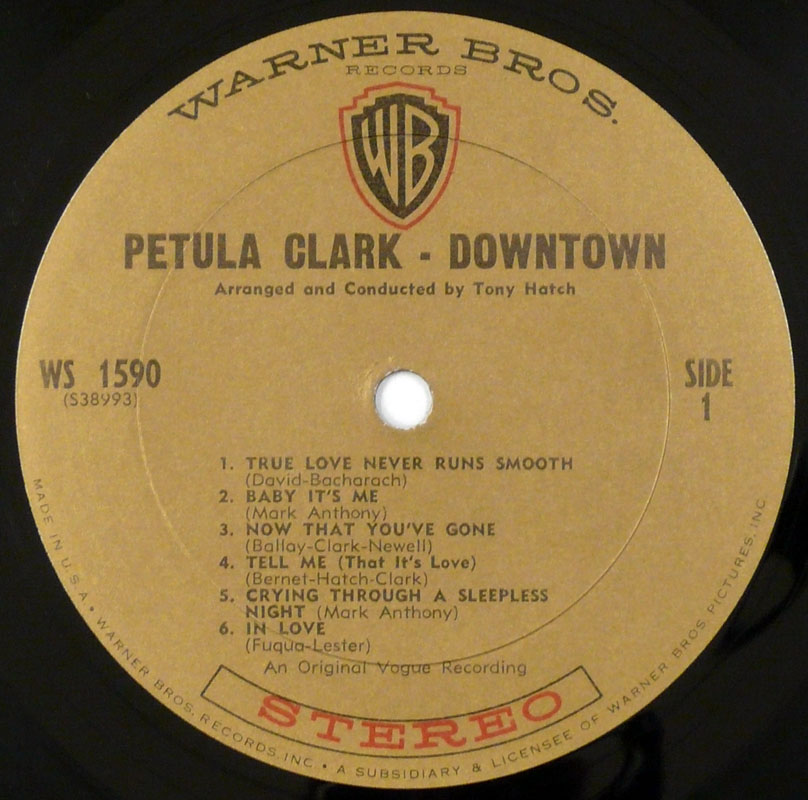 WARNER BROS.
RECORDS
WB
PETULA CLARK - DOWNTOWN
Arranged and Conducted by Tony Hatch
WS 1590
(S38993)
SIDE
1
1. TRUE LOVE NEVER RUNS SMOOTH
(David-Bacharach)
2. BABY IT'S ME
(Mark Anthony)
3. NOW THAT YOU'VE GONE
(Ballay-Clark-Newell)
4. TELL ME (That It's Love)
(Bernet-Hatch-Clark)
5. CRYING THROUGH A SLEEPLESS
NIGHT (Mark Anthony)
6. IN LOVE
(Fuqua-Lester)
An Original Vogue Recording
STEREO
MADE IN U.S.A. • WARNER BROS. RECORDS, INC. • A SUBSIDIARY & LICENSEE OF WARNER BROS PICTURES, INC.